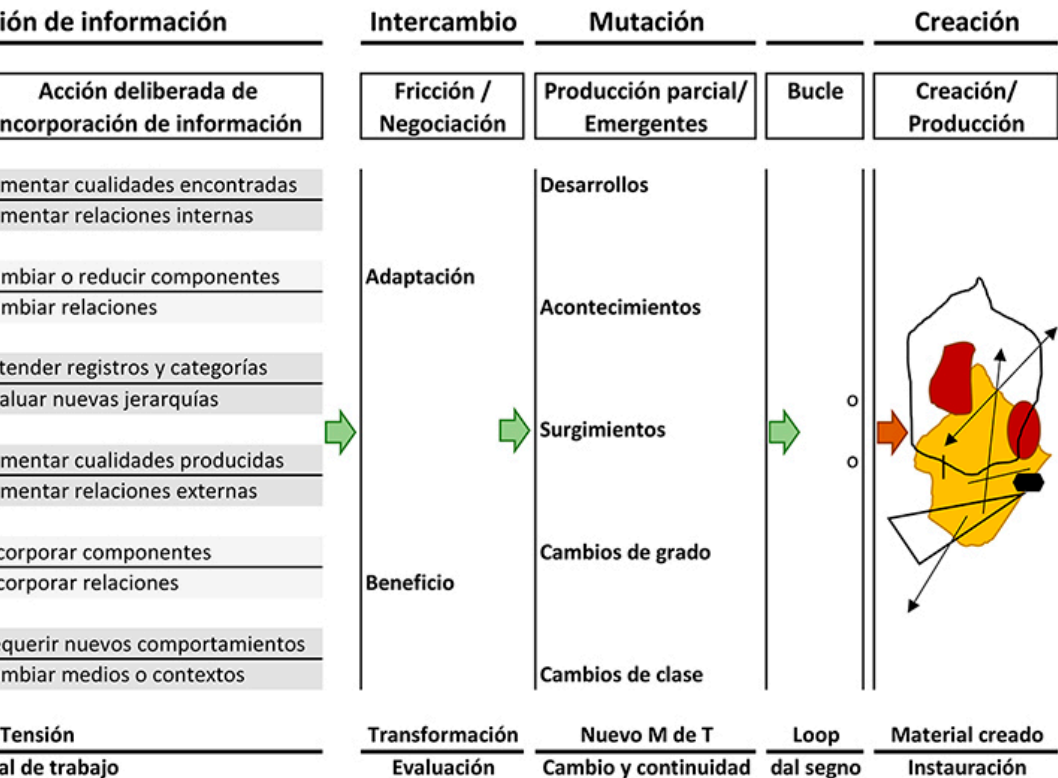 ión de información
Intercambio
Mutación
Creación
Acción deliberada de
ncorporación de información
Fricción /
Negociación
Producción parcial/
Emergentes
Bucle
Creación/
Producción
mentar cualidades encontradas
mentar relaciones internas
mbiar o reducir componentes
mbiar relaciones
tender registros y categorías
aluar nuevas jerarquías
mentar cualidades producidas
mentar relaciones externas
corporar componentes
corporar relaciones
equerir nuevos comportamientos
mbiar medios o contextos
Adaptación
Beneficio
Desarrollos
Acontecimientos
Surgimientos
Cambios de grado
Cambios de clase
o
o
Tensión
al de trabajo
Transformación
Evaluación
Nuevo M de T
Cambio y continuidad
Loop
dal segno
Material creado
Instauración